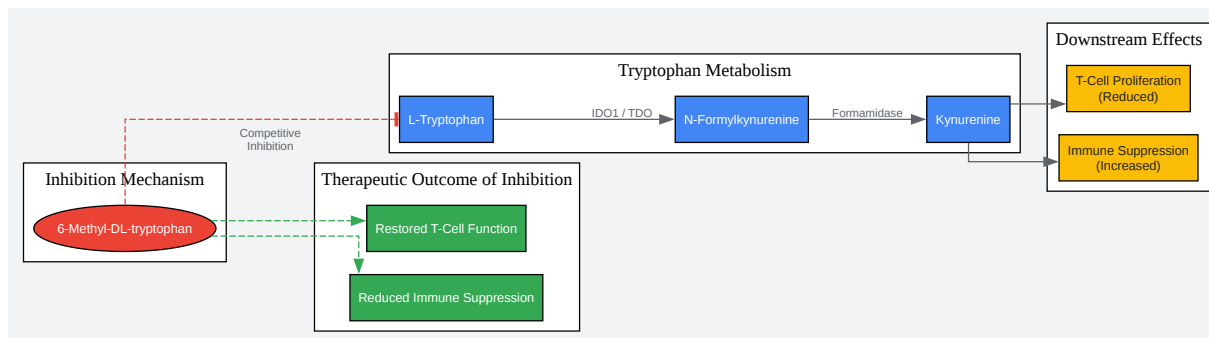 Downstream Effects
Tryptophan Metabolism
T-Cell Proliferation
(Reduced)
L-Tryptophan
IDO1 / TDO
N-Formylkynurenine
Formamidase
Kynurenine
Competitive
Inhibition
Immune Suppression
(Increased)
Inhibition Mechanism
Therapeutic Outcome of Inhibition
6-Methyl-DL-tryptophan
Restored T-Cell Function
Reduced Immune Suppression